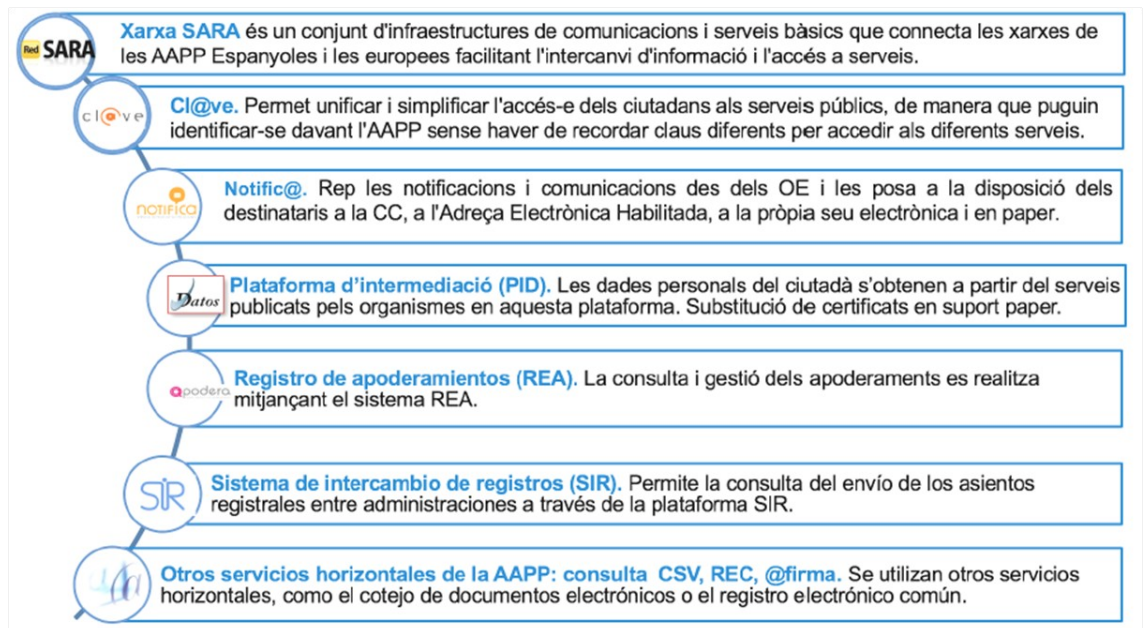 Red SARA
Xarxa SARA és un conjunt d'infraestructures de comunicacions i serveis bàsics que connecta les xarxes de
les AAPP Espanyoles i les europees facilitant l'intercanvi d'informació i l'accés a serveis.
cl@ve
Cl@ve. Permet unificar i simplificar l'accés-e dels ciutadans als serveis públics, de manera que puguin
identificar-se davant l'AAPP sense haver de recordar claus diferents per accedir als diferents serveis.
notifica
Notific@. Rep les notificacions i comunicacions des dels OE i les posa a la disposició dels
destinataris a la CC, a l'Adreça Electrònica Habilitada, a la pròpia seu electrònica i en paper.
Datos
Plataforma d'intermediació (PID). Les dades personals del ciutadà s'obtenen a partir del serveis
publicats pels organismes en aquesta plataforma. Substitució de certificats en suport paper.
apodera
Registro de apoderamientos (REA). La consulta i gestió dels apoderaments es realitza
mitjançant el sistema REA.
SIR
Sistema de intercambio de registros (SIR). Permite la consulta del envío de los asientos
registrales entre administraciones a través de la plataforma SIR.
Otros servicios horizontales de la AAPP: consulta CSV, REC, @firma. Se utilizan otros servicios
horizontales, como el cotejo de documentos electrónicos o el registro electrónico común.